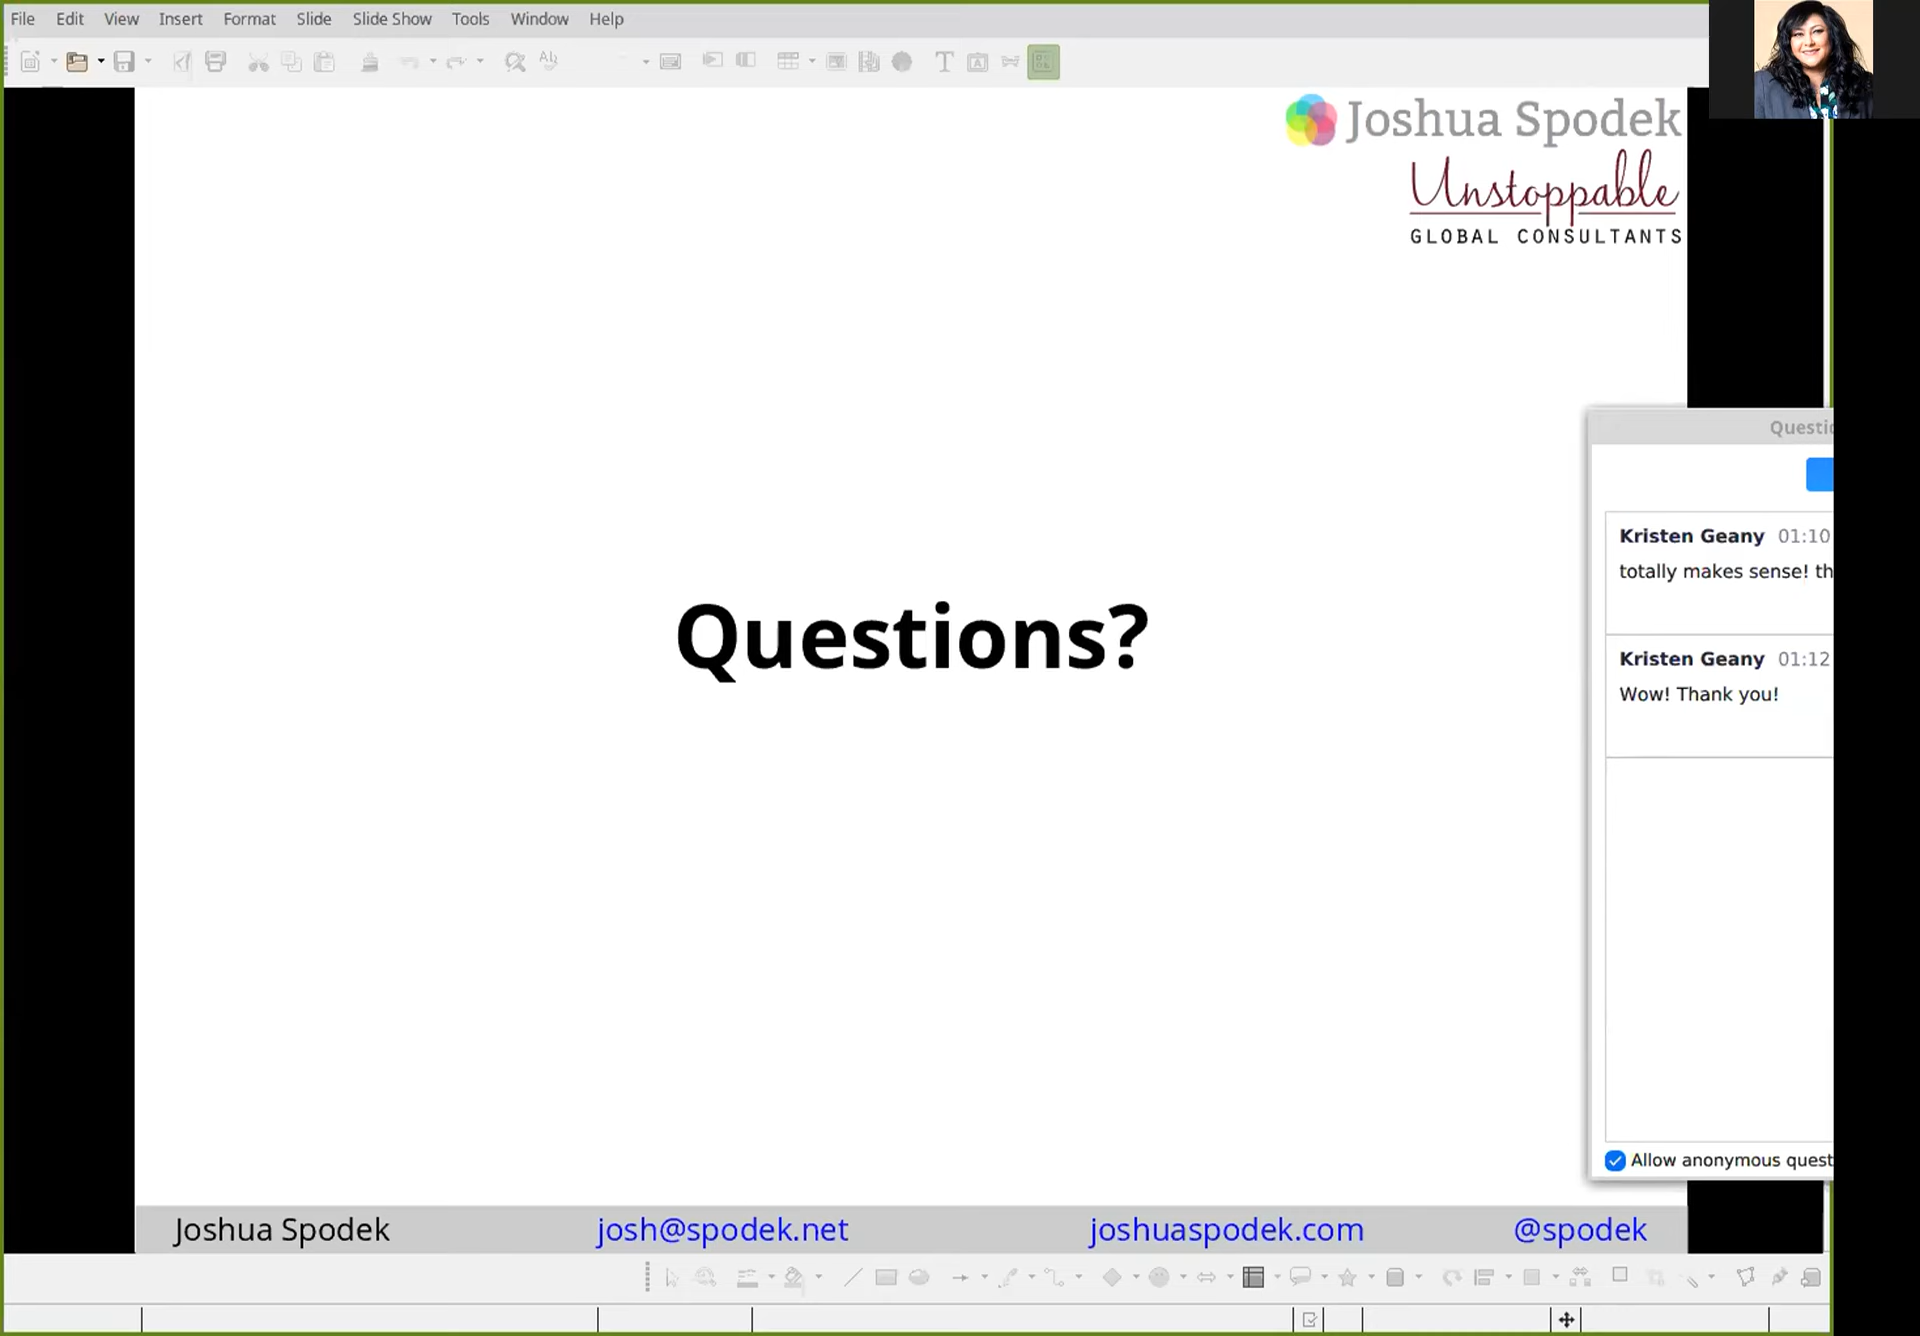 File Edit View Insert Format Slide Slide Show Tools Window Help
Joshua Spodek
Unstoppable
GLOBAL CONSULTANTS
Questions?
Kristen Geany 01:10
totally makes sense!
Kristen Geany 01:12
Wow! Thank you!
Allow anonymous
Joshua Spodek josh@spodek.net joshuaspodek.com @spodek